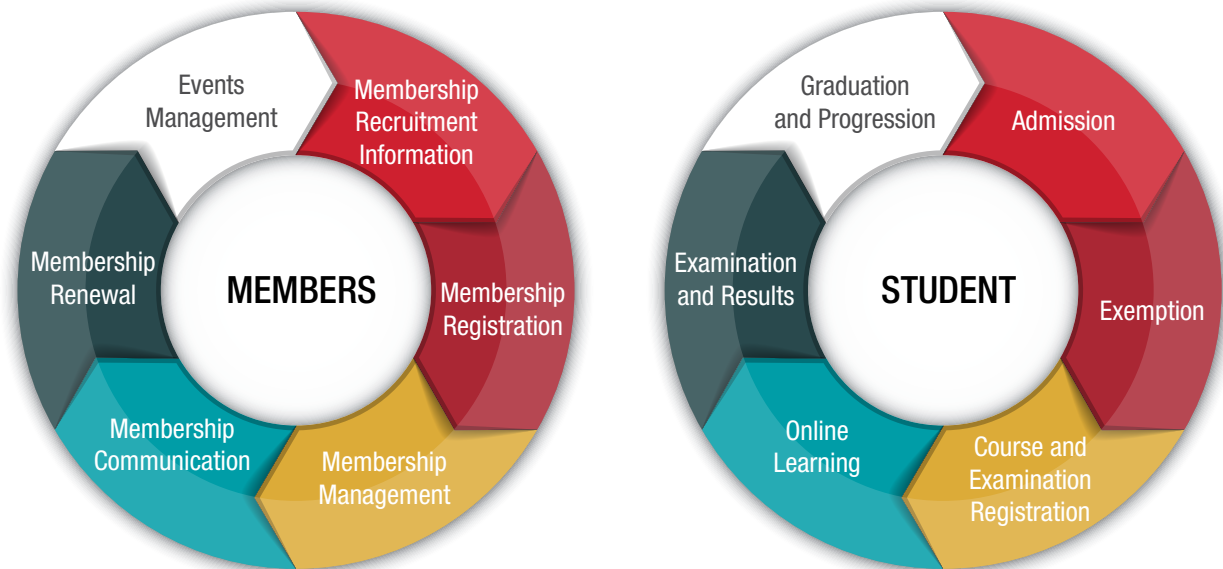 Events
Management
Membership
Recruitment
Information
Membership
Registration
Membership
Management
Membership
Communication
Membership
Renewal
MEMBERS
Graduation
and Progression
Admission
Exemption
Course and
Examination
Registration
Online
Learning
Examination
and Results
STUDENT